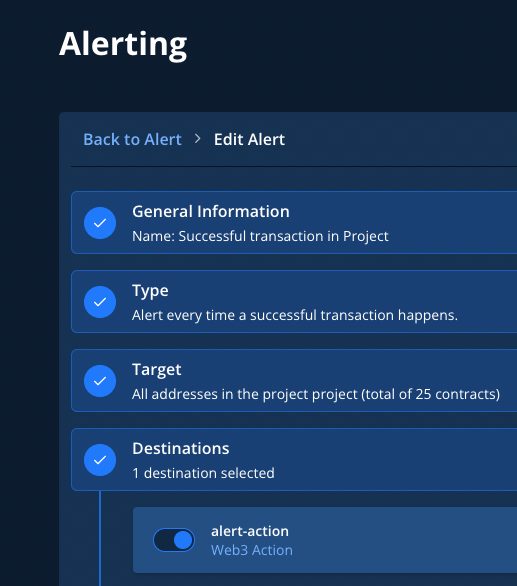 Alerting
Back to Alert > Edit Alert
General Information
Name: Successful transaction in Project
Type
Alert every time a successful transaction happens.
Target
All addresses in the project project (total of 25 contracts)
Destinations
1 destination selected
alert-action
Web3 Action